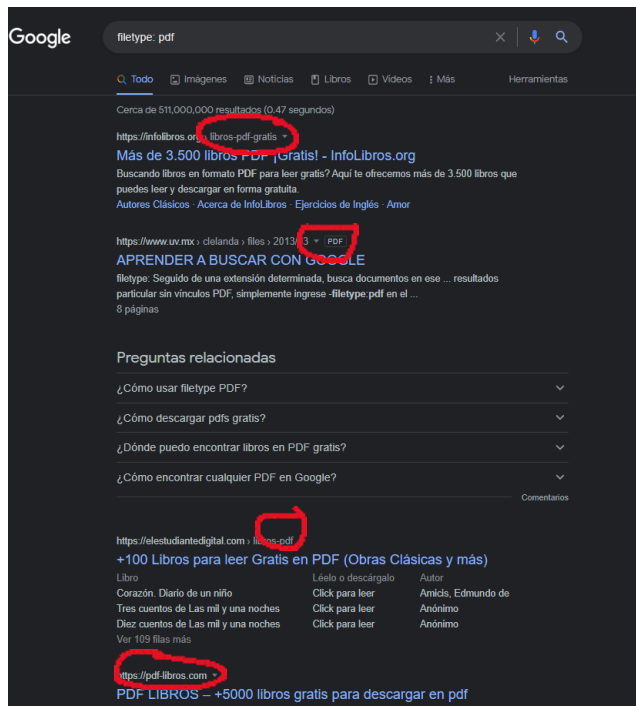 Google
filetype: pdf
Todo Imágenes Noticias Libros Vídeos Más Herramientas
Cerca de 511,000,000 resultados (0.47 segundos)
https://infolibros.org › libros-pdf-gratis
Más de 3.500 libros PDF ¡Gratis! - InfoLibros.org
Buscando libros en formato PDF para leer gratis? Aquí te ofrecemos más de 3.500 libros que
puedes leer y descargar en forma gratuita.
Autores Clásicos · Acerca de InfoLibros · Ejercicios de Inglés · Amor
https://www.uv.mx › clelanda › files › 2013/ 3 PDF
APRENDER A BUSCAR CON GOOGLE
filetype: Seguido de una extensión determinada, busca documentos en ese ... resultados
particular sin vínculos PDF, simplemente ingrese -filetype:pdf en el ...
8 páginas
Preguntas relacionadas
¿Cómo usar filetype PDF?
¿Cómo descargar pdfs gratis?
¿Dónde puedo encontrar libros en PDF gratis?
¿Cómo encontrar cualquier PDF en Google?
Comentarios
https://elestudiantedigital.com › libros-pdf
+100 Libros para leer Gratis en PDF (Obras Clásicas y más)
Libro Léelo o descárgalo Autor
Corazón. Diario de un niño Click para leer Amicis, Edmundo de
Tres cuentos de Las mil y una noches Click para leer Anónimo
Diez cuentos de Las mil y una noches Click para leer Anónimo
Ver 109 filas más
https://pdf-libros.com
PDF LIBROS – +5000 libros gratis para descargar en pdf